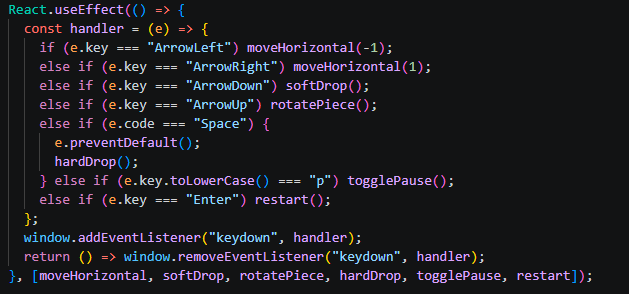 React.useEffect(() => {
  const handler = (e) => {
    if (e.key === "ArrowLeft") moveHorizontal(-1);
    else if (e.key === "ArrowRight") moveHorizontal(1);
    else if (e.key === "ArrowDown") softDrop();
    else if (e.key === "ArrowUp") rotatePiece();
    else if (e.code === "Space") {
      e.preventDefault();
      hardDrop();
    } else if (e.key.toLowerCase() === "p") togglePause();
    else if (e.key === "Enter") restart();
  };
  window.addEventListener("keydown", handler);
  return () => window.removeEventListener("keydown", handler);
}, [moveHorizontal, softDrop, rotatePiece, hardDrop, togglePause, restart]);